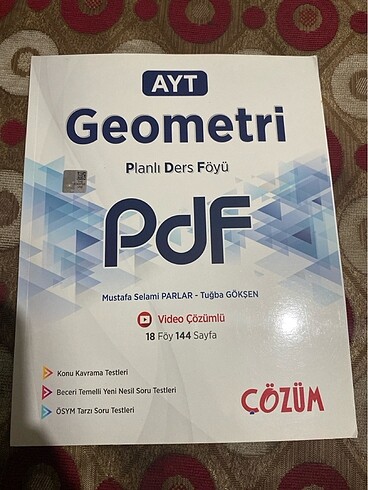 AYT
Geometri
Planlı Ders Föyü
PdF
Mustafa Selami PARLAR - Tuğba GÖKŞEN
Video Çözümlü
18 Föy 144 Sayfa
Konu Kavrama Testleri
Beceri Temelli Yeni Nesil Soru Testleri
ÖSYM Tarzı Soru Testleri
ÇÖZÜM